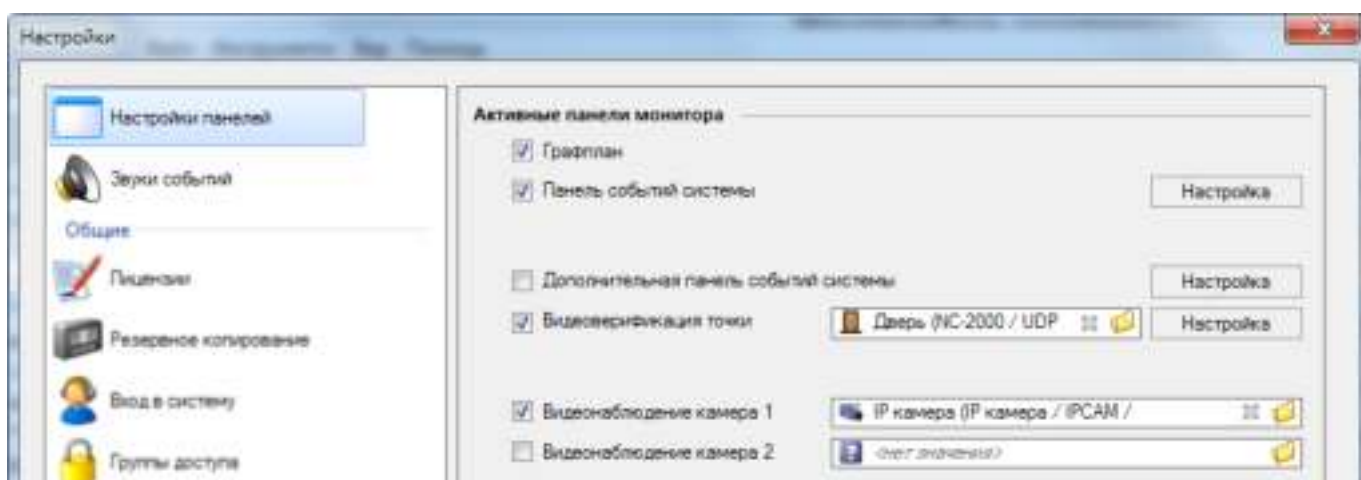 Настройки
Настройки панелей
Звуки событий
Общие
Лицензии
Резервное копирование
Вход в систему
Группы доступа
Активные панели монитора
Графплан
Панель событий системы Настройка
Дополнительная панель событий системы Настройка
Видеоверификация точки Дверь (NC-2000 / UDP Настройка
Видеонаблюдение камера 1 IP камера (IP камера / IPCAM /
Видеонаблюдение камера 2 <нет значения>